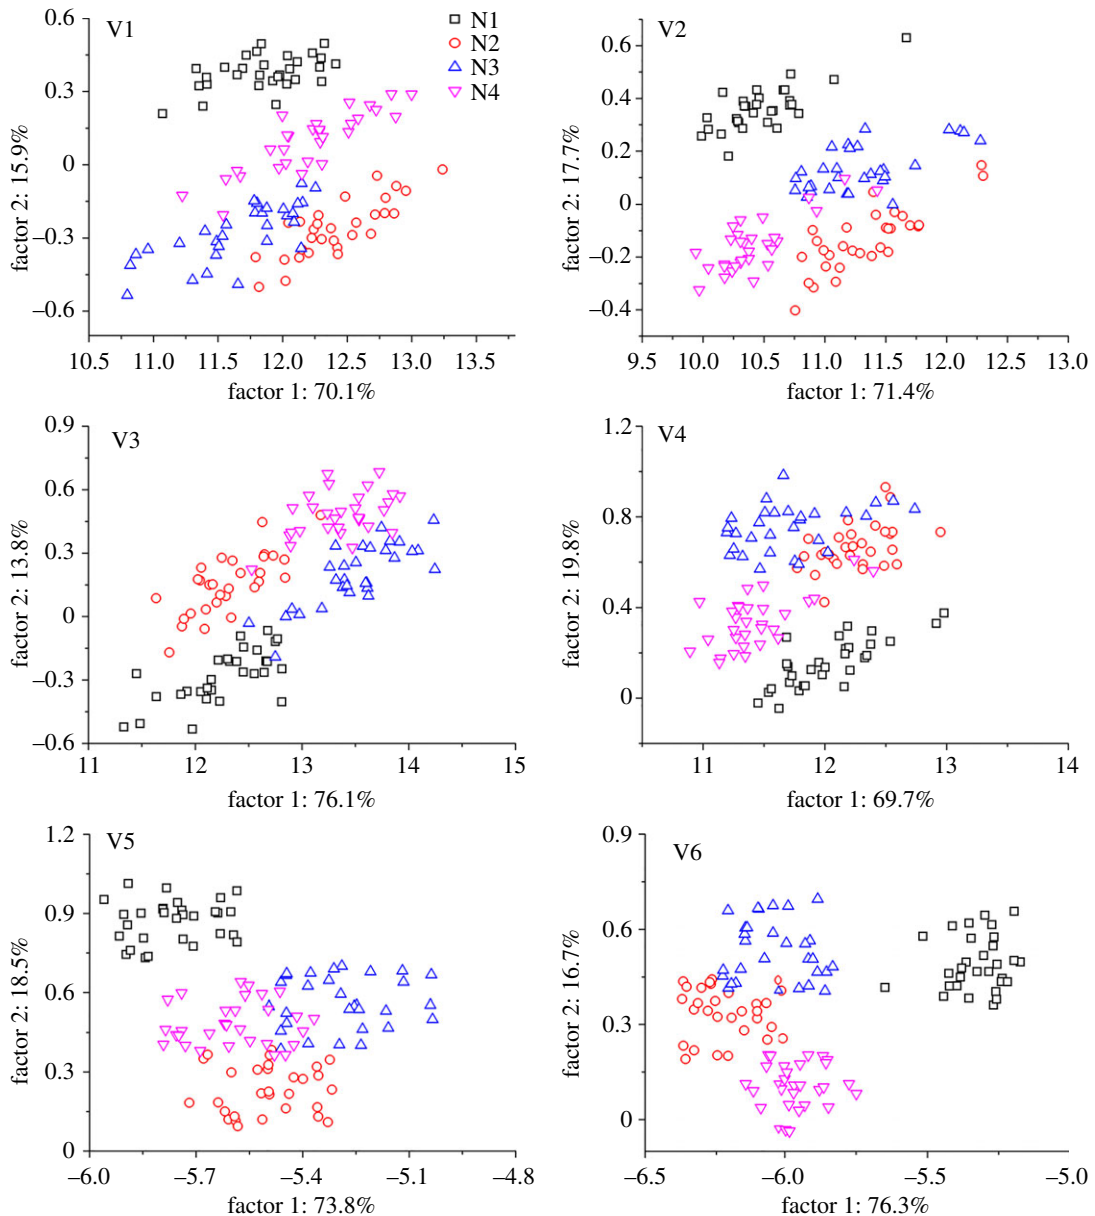 V1
N1
N2
N3
N4
0.6
0.3
0
–0.3
–0.6
factor 2: 15.9%
10.5 11.0 11.5 12.0 12.5 13.0 13.5
factor 1: 70.1%
V2
0.6
0.4
0.2
0
–0.2
–0.4
factor 2: 17.7%
9.5 10.0 10.5 11.0 11.5 12.0 12.5 13.0
factor 1: 71.4%
V3
0.9
0.6
0.3
0
–0.3
–0.6
factor 2: 13.8%
11 12 13 14 15
factor 1: 76.1%
V4
1.2
0.8
0.4
0
factor 2: 19.8%
11 12 13 14
factor 1: 69.7%
V5
1.2
0.9
0.6
0.3
0
factor 2: 18.5%
–6.0 –5.7 –5.4 –5.1 –4.8
factor 1: 73.8%
V6
0.9
0.6
0.3
0
factor 2: 16.7%
–6.5 –6.0 –5.5 –5.0
factor 1: 76.3%